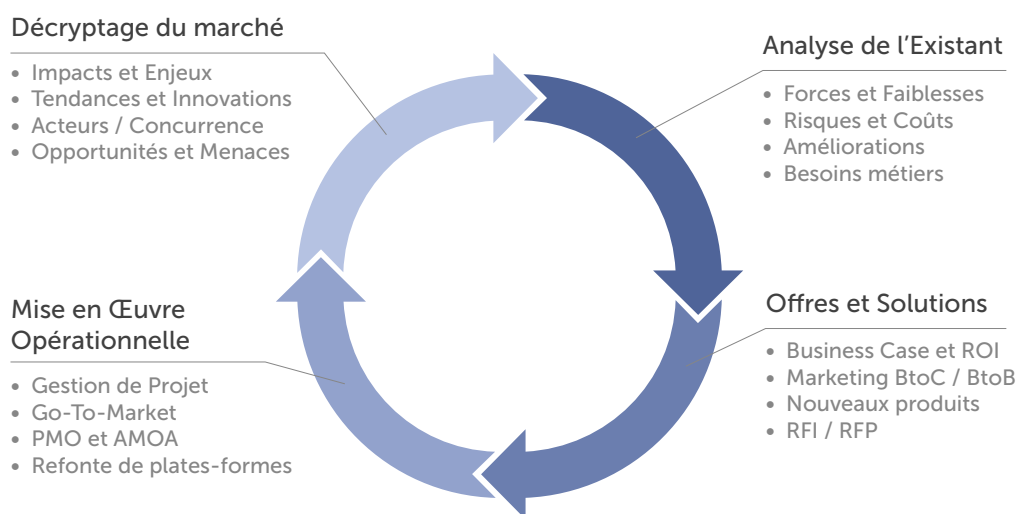 Décryptage du marché
• Impacts et Enjeux
• Tendances et Innovations
• Acteurs / Concurrence
• Opportunités et Menaces
Analyse de l’Existant
• Forces et Faiblesses
• Risques et Coûts
• Améliorations
• Besoins métiers
Mise en Œuvre
Opérationnelle
• Gestion de Projet
• Go-To-Market
• PMO et AMOA
• Refonte de plates-formes
Offres et Solutions
• Business Case et ROI
• Marketing BtoC / BtoB
• Nouveaux produits
• RFI / RFP